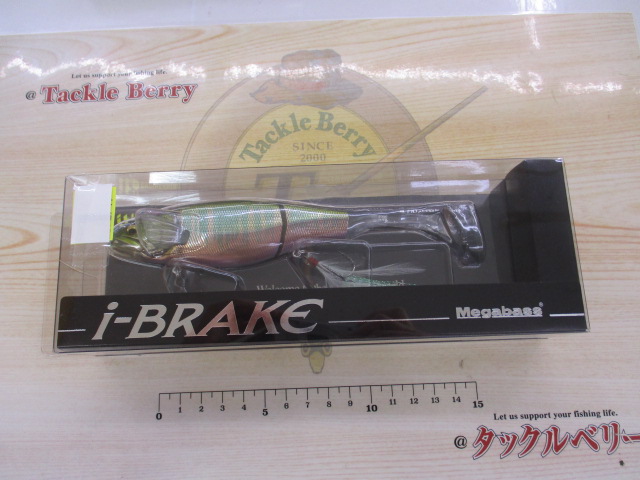 Let us support your fishing life.
@ Tackle Berry
Tackle Berry
SINCE
2000
Welcome
i-BRAKE
Megabass
0 1 2 3 4 5 6 7 8 9 10 11 12 13 14 15
Let us support your fishing life.
@タックルベリー